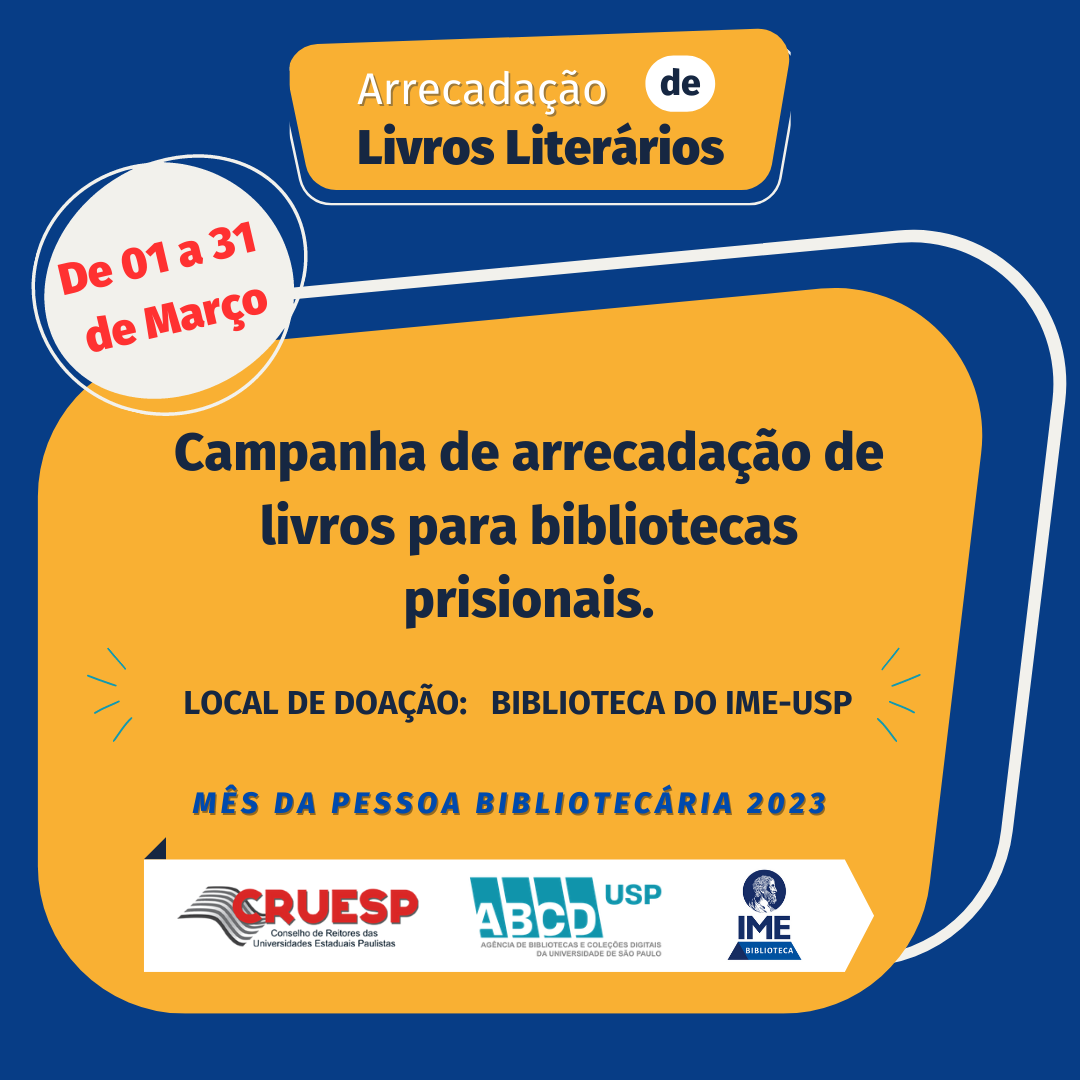 Arrecadação de
Livros Literários
De 01 a 31
de Março
Campanha de arrecadação de
livros para bibliotecas
prisionais.
LOCAL DE DOAÇÃO: BIBLIOTECA DO IME-USP
MÊS DA PESSOA BIBLIOTECÁRIA 2023
CRUESP
Conselho de Reitores das
Universidades Estaduais Paulistas
ABCD USP
AGÊNCIA DE BIBLIOTECAS E COLEÇÕES DIGITAIS
DA UNIVERSIDADE DE SÃO PAULO
IME
BIBLIOTECA